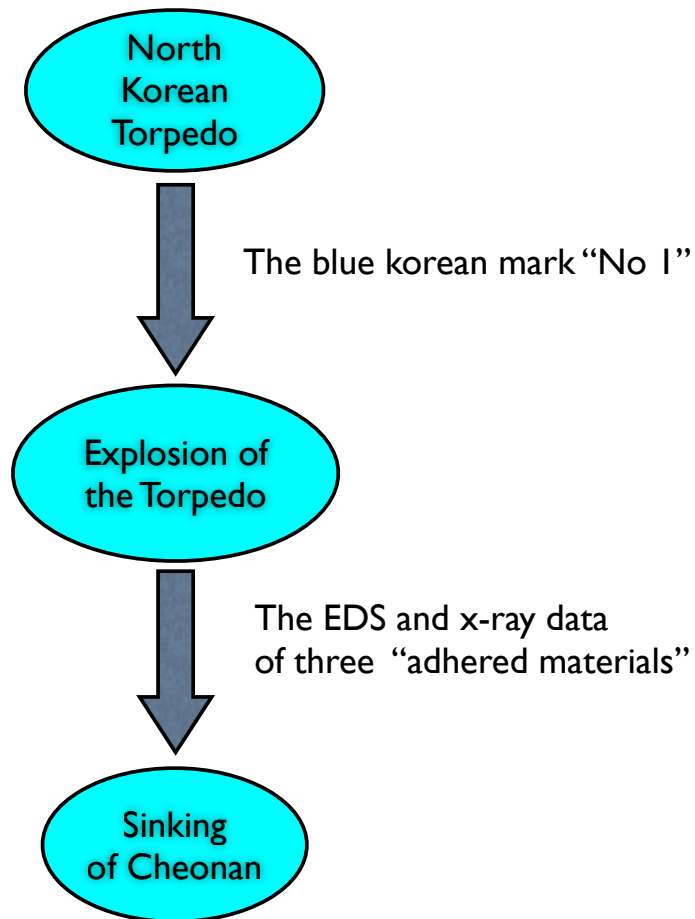 North
Korean
Torpedo
The blue korean mark “No 1”
Explosion of
the Torpedo
The EDS and x-ray data
of three “adhered materials”
Sinking
of Cheonan